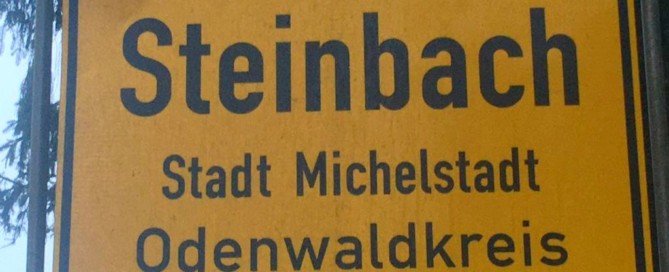 Steinbach
Stadt Michelstadt
Odenwaldkreis